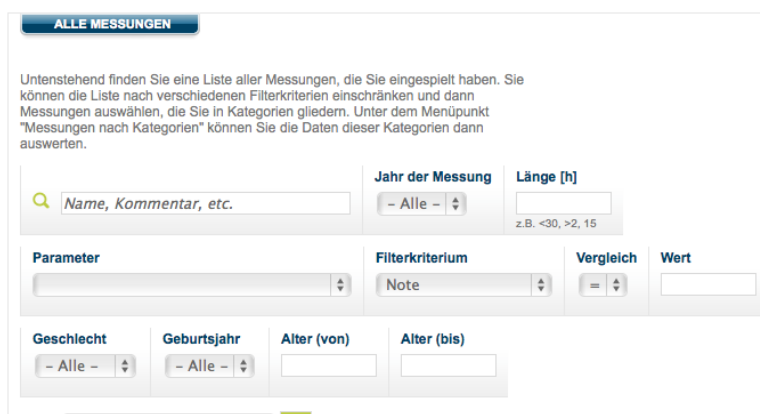 ALLE MESSUNGEN
Untenstehend finden Sie eine Liste aller Messungen, die Sie eingespielt haben. Sie
können die Liste nach verschiedenen Filterkriterien einschränken und dann
Messungen auswählen, die Sie in Kategorien gliedern. Unter dem Menüpunkt
"Messungen nach Kategorien" können Sie die Daten dieser Kategorien dann
auswerten.
Jahr der Messung Länge [h]
Name, Kommentar, etc. – Alle –
z.B. <30, >2, 15
Parameter Filterkriterium Vergleich Wert
Note =
Geschlecht Geburtsjahr Alter (von) Alter (bis)
– Alle – – Alle –